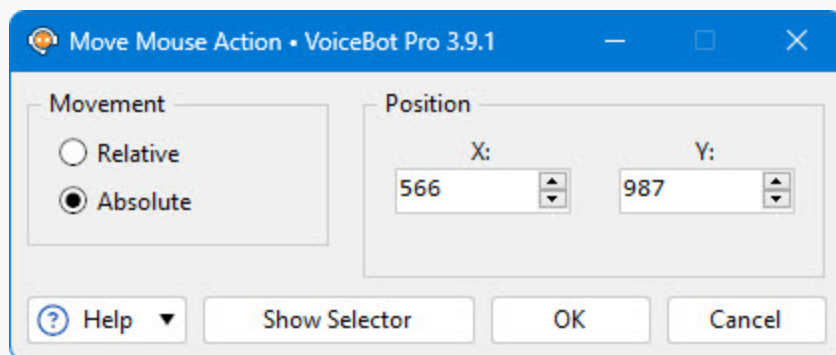 Move Mouse Action • VoiceBot Pro 3.9.1
Movement
Relative
Absolute
Position
X:
Y:
566
987
Help
Show Selector
OK
Cancel